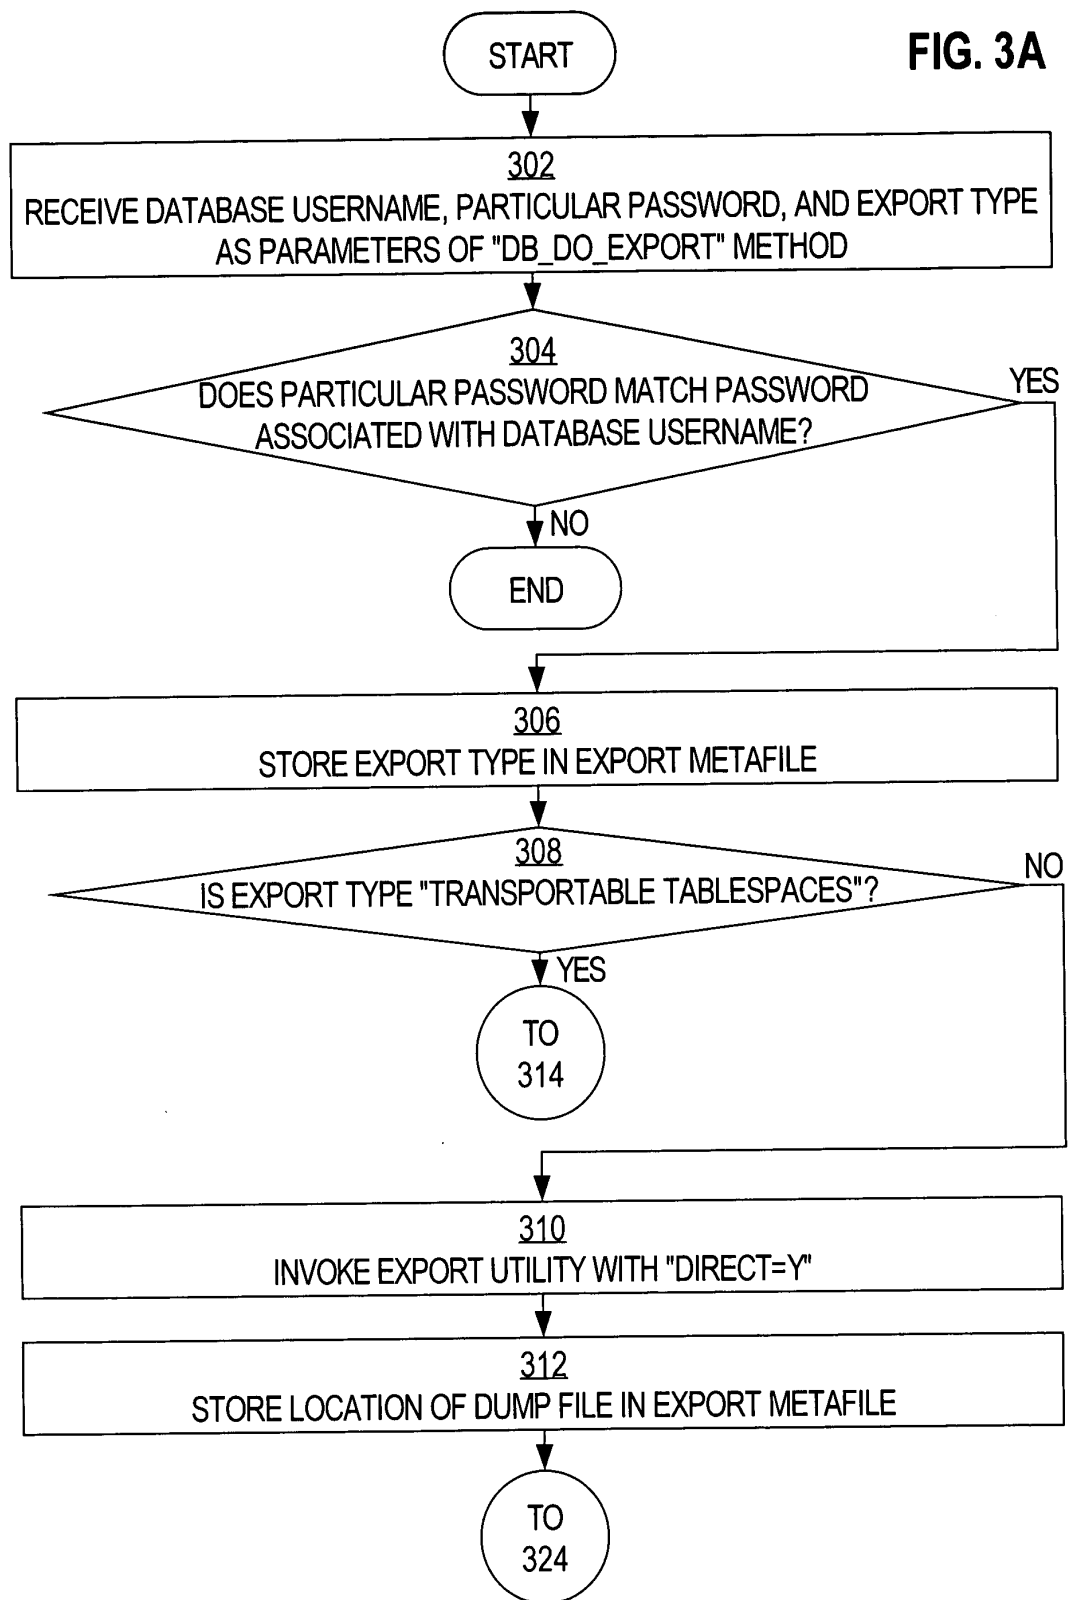 START
FIG. 3A
302
RECEIVE DATABASE USERNAME, PARTICULAR PASSWORD, AND EXPORT TYPE
AS PARAMETERS OF "DB_DO_EXPORT" METHOD
304
DOES PARTICULAR PASSWORD MATCH PASSWORD
ASSOCIATED WITH DATABASE USERNAME?
YES
NO
END
306
STORE EXPORT TYPE IN EXPORT METAFILE
308
IS EXPORT TYPE "TRANSPORTABLE TABLESPACES"?
NO
YES
TO
314
310
INVOKE EXPORT UTILITY WITH "DIRECT=Y"
312
STORE LOCATION OF DUMP FILE IN EXPORT METAFILE
TO
324